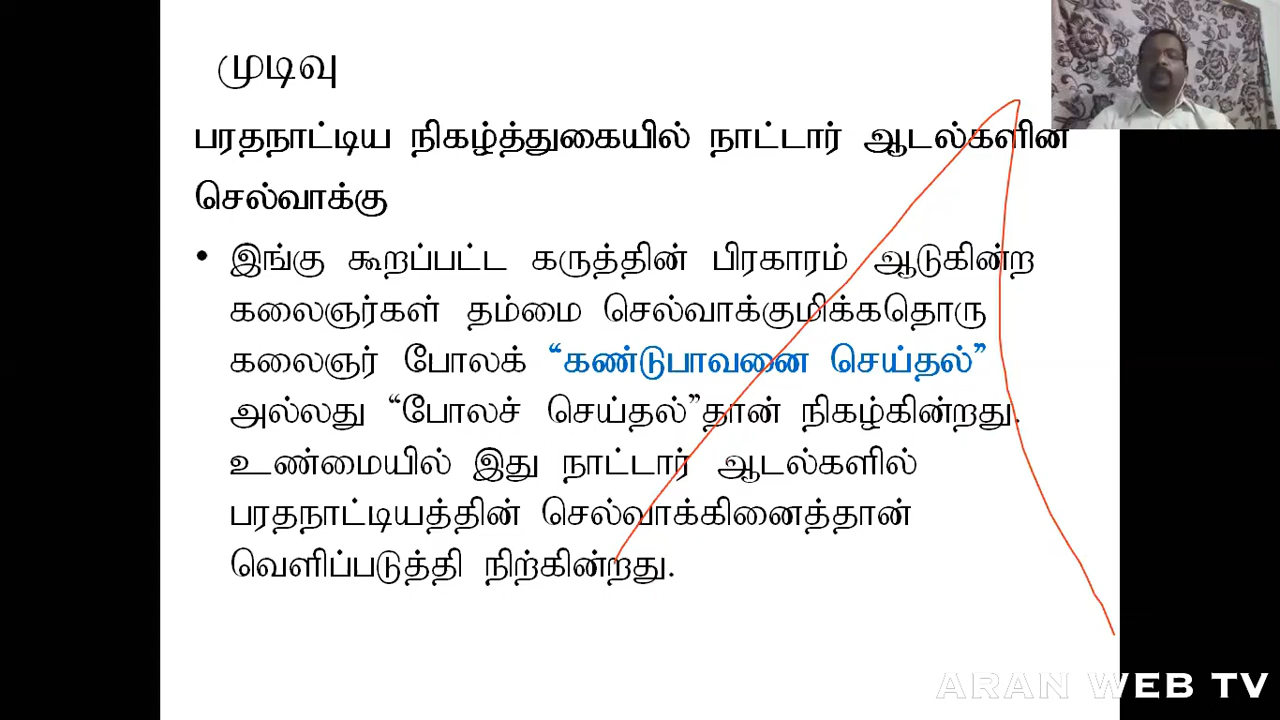 முடிவு
பரதநாட்டிய நிகழ்த்துகையில் நாட்டார் ஆடல்களின்
செல்வாக்கு
• இங்கு கூறப்பட்ட கருத்தின் பிரகாரம் ஆடுகின்ற
கலைஞர்கள் தம்மை செல்வாக்குமிக்கதொரு
கலைஞர் போலக் “கண்டுபாவனை செய்தல்”
அல்லது “போலச் செய்தல்”தான் நிகழ்கின்றது.
உண்மையில் இது நாட்டார் ஆடல்களில்
பரதநாட்டியத்தின் செல்வாக்கினைத்தான்
வெளிப்படுத்தி நிற்கின்றது.
ARAN WEB TV